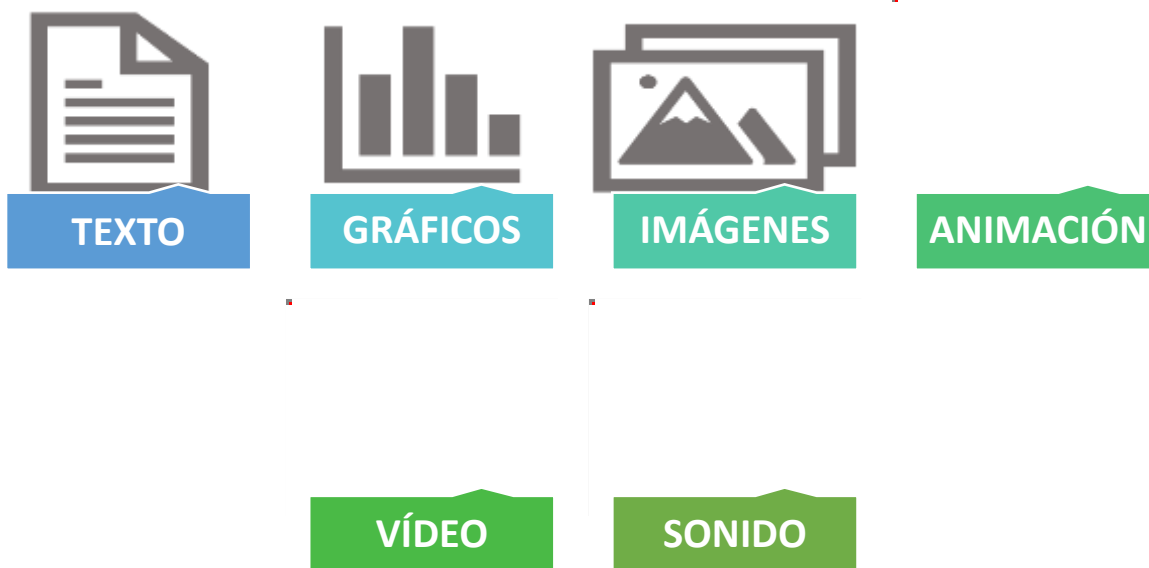 TEXTO
GRÁFICOS
IMÁGENES
ANIMACIÓN
VÍDEO
SONIDO